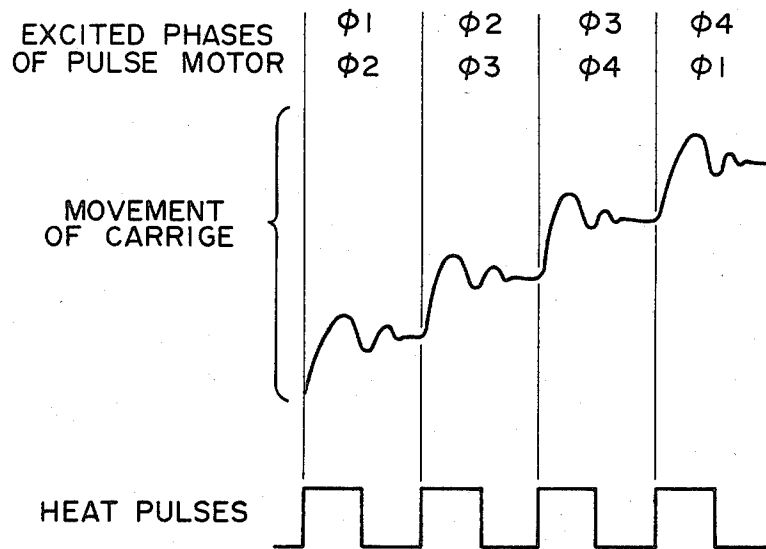 EXCITED PHASES
OF PULSE MOTOR
ϕ1 ϕ2 ϕ3 ϕ4
ϕ2 ϕ3 ϕ4 ϕ1
MOVEMENT
OF CARRIGE
HEAT PULSES